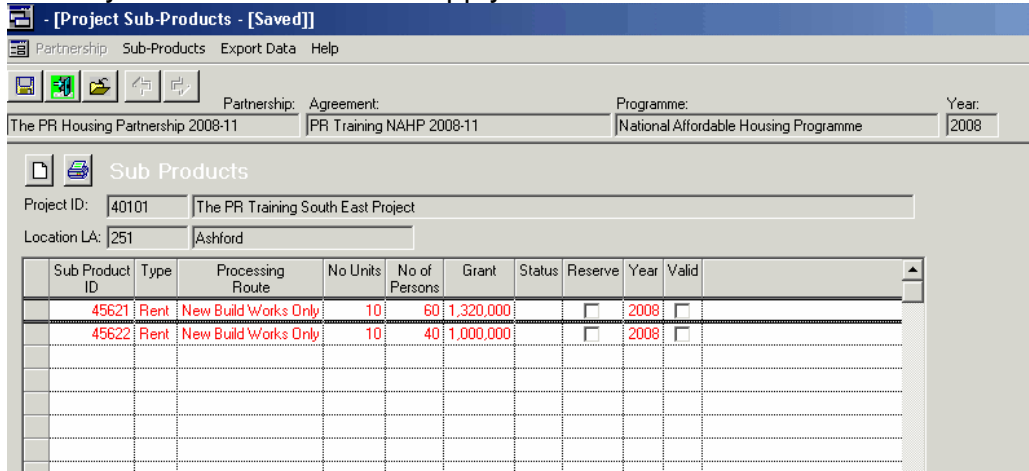 - [Project Sub-Products - [Saved]]
Partnership Sub-Products Export Data Help
Partnership: Agreement: Programme: Year:
The PR Housing Partnership 2008-11 PR Training NAHP 2008-11 National Affordable Housing Programme 2008
Sub Products
Project ID: 40101 The PR Training South East Project
Location LA: 251 Ashford
Sub Product ID Type Processing Route No Units No of Persons Grant Status Reserve Year Valid
45621 Rent New Build Works Only 10 60 1,320,000 2008
45622 Rent New Build Works Only 10 40 1,000,000 2008